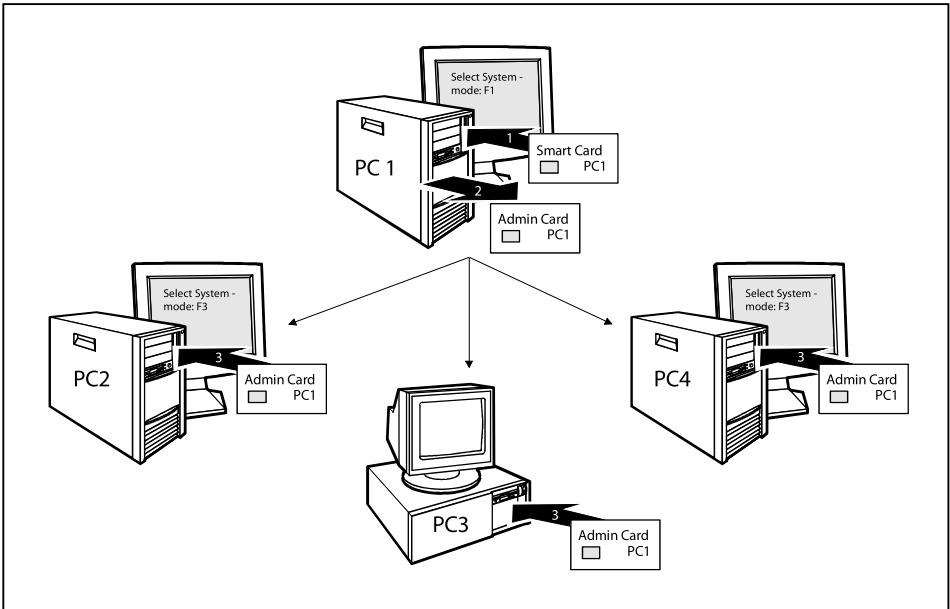 Select System -
mode: F1
PC 1
1
Smart Card
PC1
2
Admin Card
PC1
Select System -
mode: F3
PC2
3
Admin Card
PC1
Select System -
mode: F3
PC4
3
Admin Card
PC1
PC3
3
Admin Card
PC1